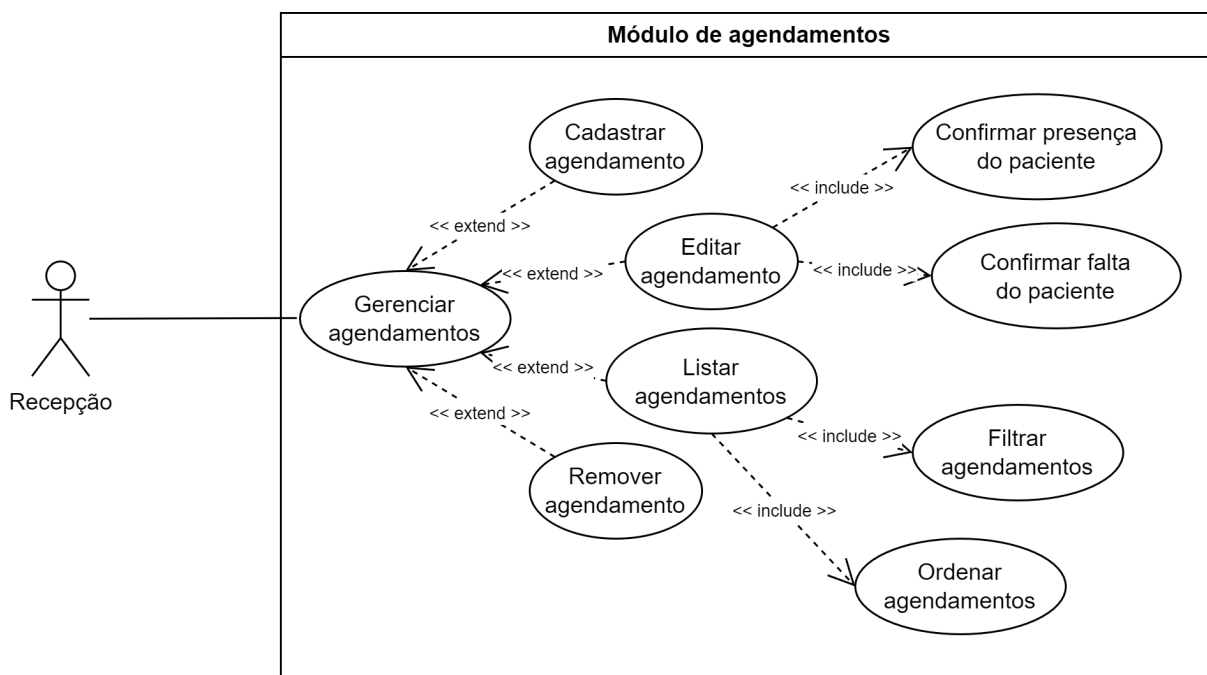 Módulo de agendamentos
Cadastrar
agendamento
Confirmar presença
do paciente
<< include >>
<< extend >>
Editar
agendamento
<< extend >>
<< include >>
Confirmar falta
do paciente
Gerenciar
agendamentos
Recepção
<< extend >>
Listar
agendamentos
<< extend >>
<< include >>
Filtrar
agendamentos
Remover
agendamento
<< include >>
Ordenar
agendamentos